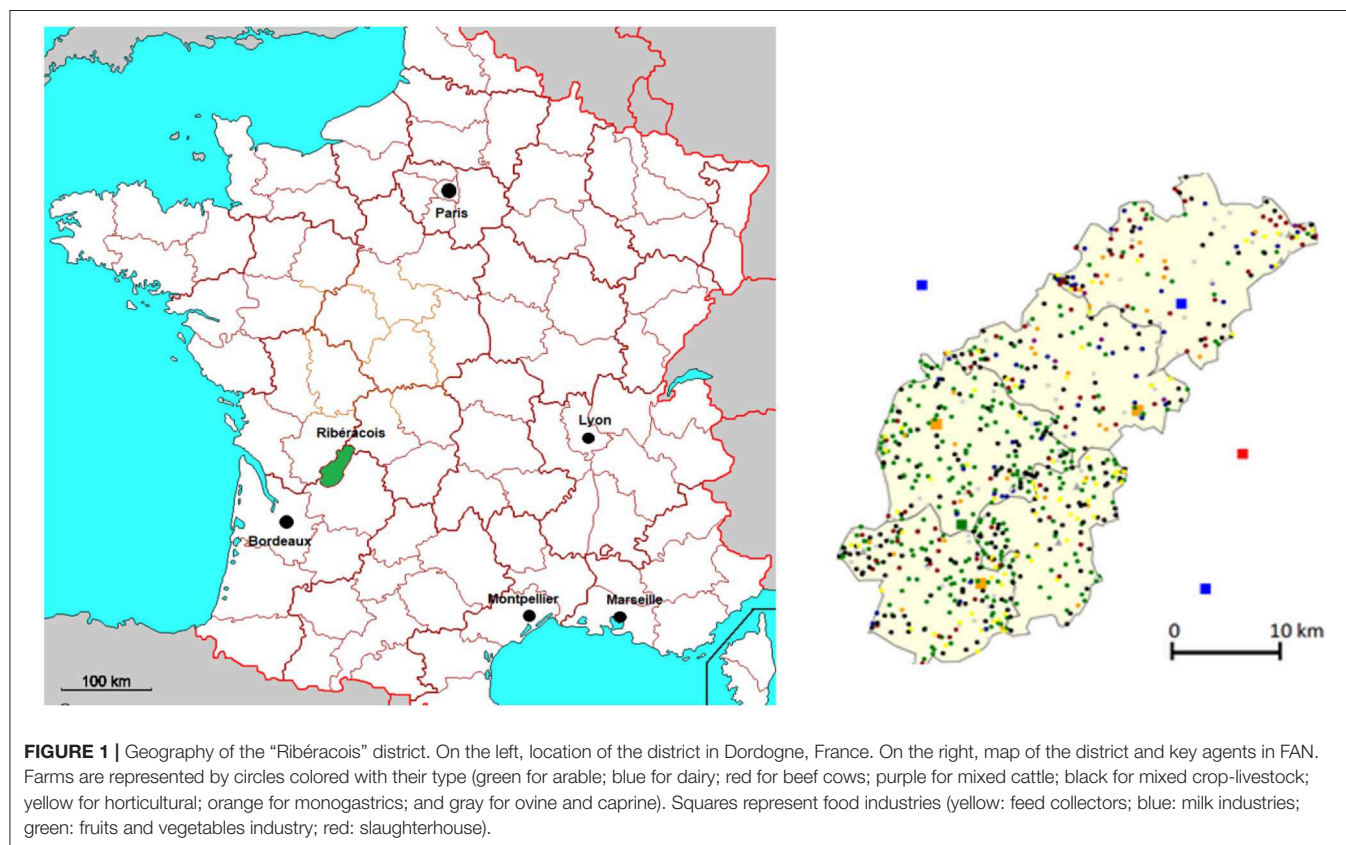 Paris
Ribéracois
Lyon
Bordeaux
Montpellier
Marseille
100 km
0 10 km
FIGURE 1 | Geography of the “Ribéracois” district. On the left, location of the district in Dordogne, France. On the right, map of the district and key agents in FAN.
Farms are represented by circles colored with their type (green for arable; blue for dairy; red for beef cows; purple for mixed cattle; black for mixed crop-livestock;
yellow for horticultural; orange for monogastrics; and gray for ovine and caprine). Squares represent food industries (yellow: feed collectors; blue: milk industries;
green: fruits and vegetables industry; red: slaughterhouse).